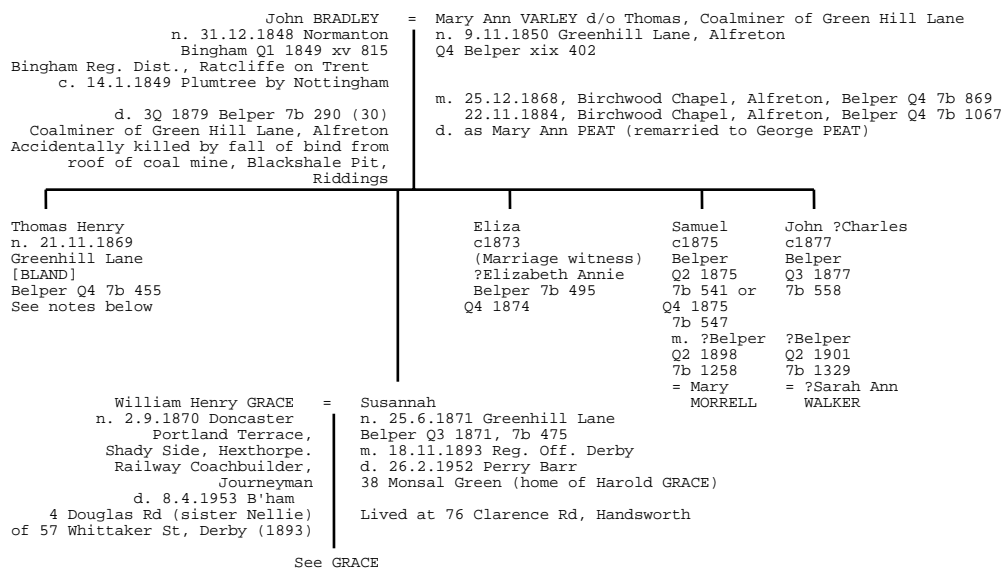 John BRADLEY = Mary Ann VARLEY d/o Thomas, Coalminer of Green Hill Lane
n. 31.12.1848 Normanton
Bingham Q1 1849 xv 815
Bingham Reg. Dist., Ratcliffe on Trent
c. 14.1.1849 Plumtree by Nottingham
d. 3Q 1879 Belper 7b 290 (30)
Coalminer of Green Hill Lane, Alfreton
Accidentally killed by fall of bind from
roof of coal mine, Blackshale Pit,
Riddings
n. 9.11.1850 Greenhill Lane, Alfreton
Q4 Belper xix 402
m. 25.12.1868, Birchwood Chapel, Alfreton, Belper Q4 7b 869
22.11.1884, Birchwood Chapel, Alfreton, Belper Q4 7b 1067
d. as Mary Ann PEAT (remarried to George PEAT)
Thomas Henry
n. 21.11.1869
Greenhill Lane
[BLAND]
Belper Q4 7b 455
See notes below
Eliza
c1873
(Marriage witness)
?Elizabeth Annie
Belper 7b 495
Q4 1874
Samuel
c1875
Belper
Q2 1875
7b 541 or
Q4 1875
7b 547
m. ?Belper
Q2 1898
7b 1258
= Mary
MORRELL
John ?Charles
c1877
Belper
Q3 1877
7b 558
?Belper
Q2 1901
7b 1329
= ?Sarah Ann
WALKER
William Henry GRACE = Susannah
n. 2.9.1870 Doncaster
Portland Terrace,
Shady Side, Hexthorpe.
Railway Coachbuilder,
Journeyman
d. 8.4.1953 B'ham
4 Douglas Rd (sister Nellie)
of 57 Whittaker St, Derby (1893)
n. 25.6.1871 Greenhill Lane
Belper Q3 1871, 7b 475
m. 18.11.1893 Reg. Off. Derby
d. 26.2.1952 Perry Barr
38 Monsal Green (home of Harold GRACE)
Lived at 76 Clarence Rd, Handsworth
See GRACE